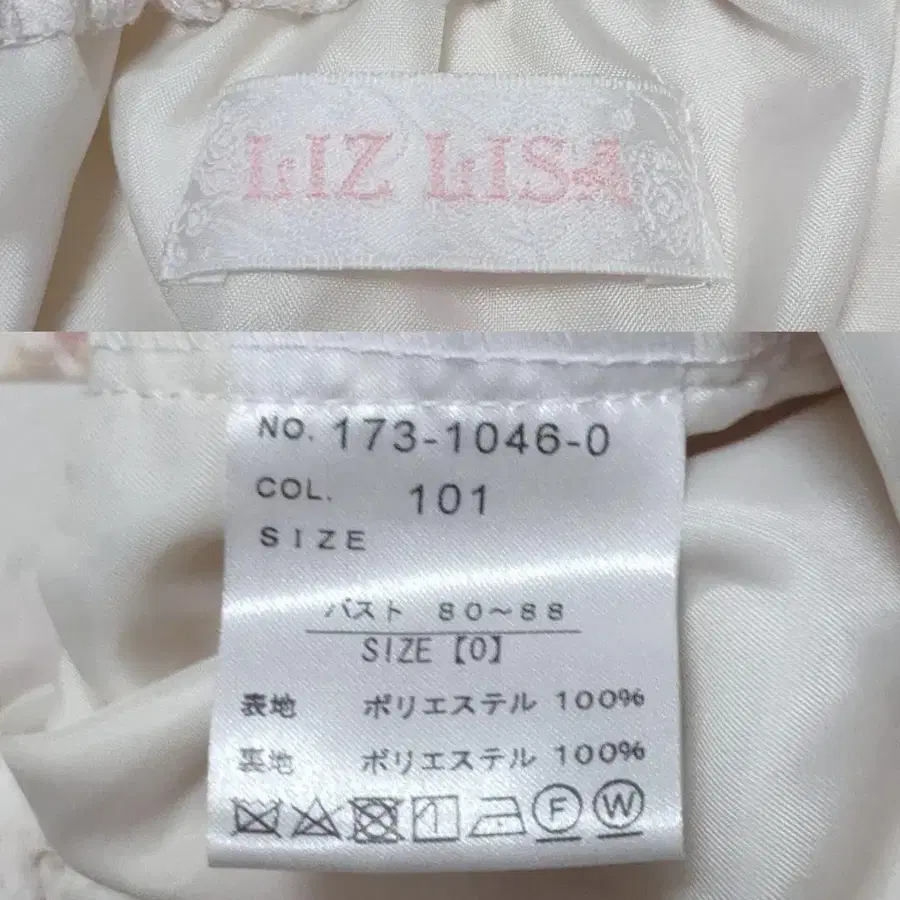 LIZ LISA
NO. 173-1046-0
COL. 101
SIZE
バスト 80～88
SIZE【0】
表地 ポリエステル 100%
裏地 ポリエステル 100%
F W